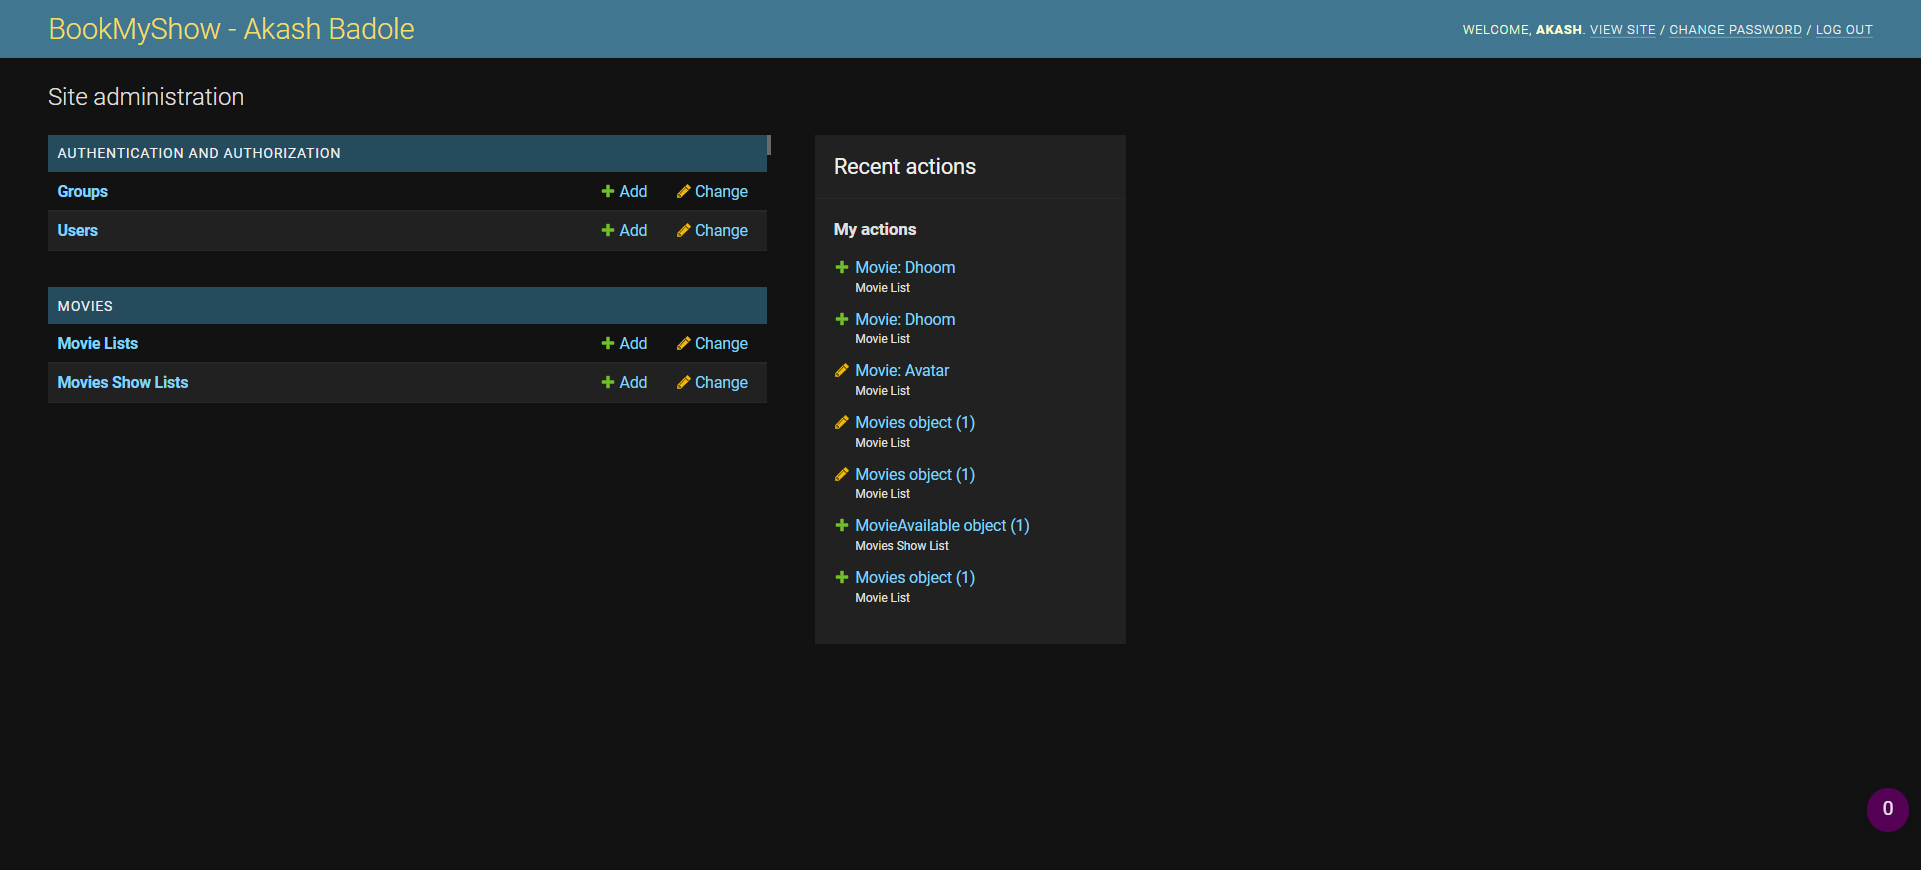 BookMyShow - Akash Badole
WELCOME, AKASH. VIEW SITE / CHANGE PASSWORD / LOG OUT
Site administration
AUTHENTICATION AND AUTHORIZATION
Groups Add Change
Users Add Change
MOVIES
Movie Lists Add Change
Movies Show Lists Add Change
Recent actions
My actions
Movie: Dhoom
Movie List
Movie: Dhoom
Movie List
Movie: Avatar
Movie List
Movies object (1)
Movie List
Movies object (1)
Movie List
MovieAvailable object (1)
Movies Show List
Movies object (1)
Movie List
0